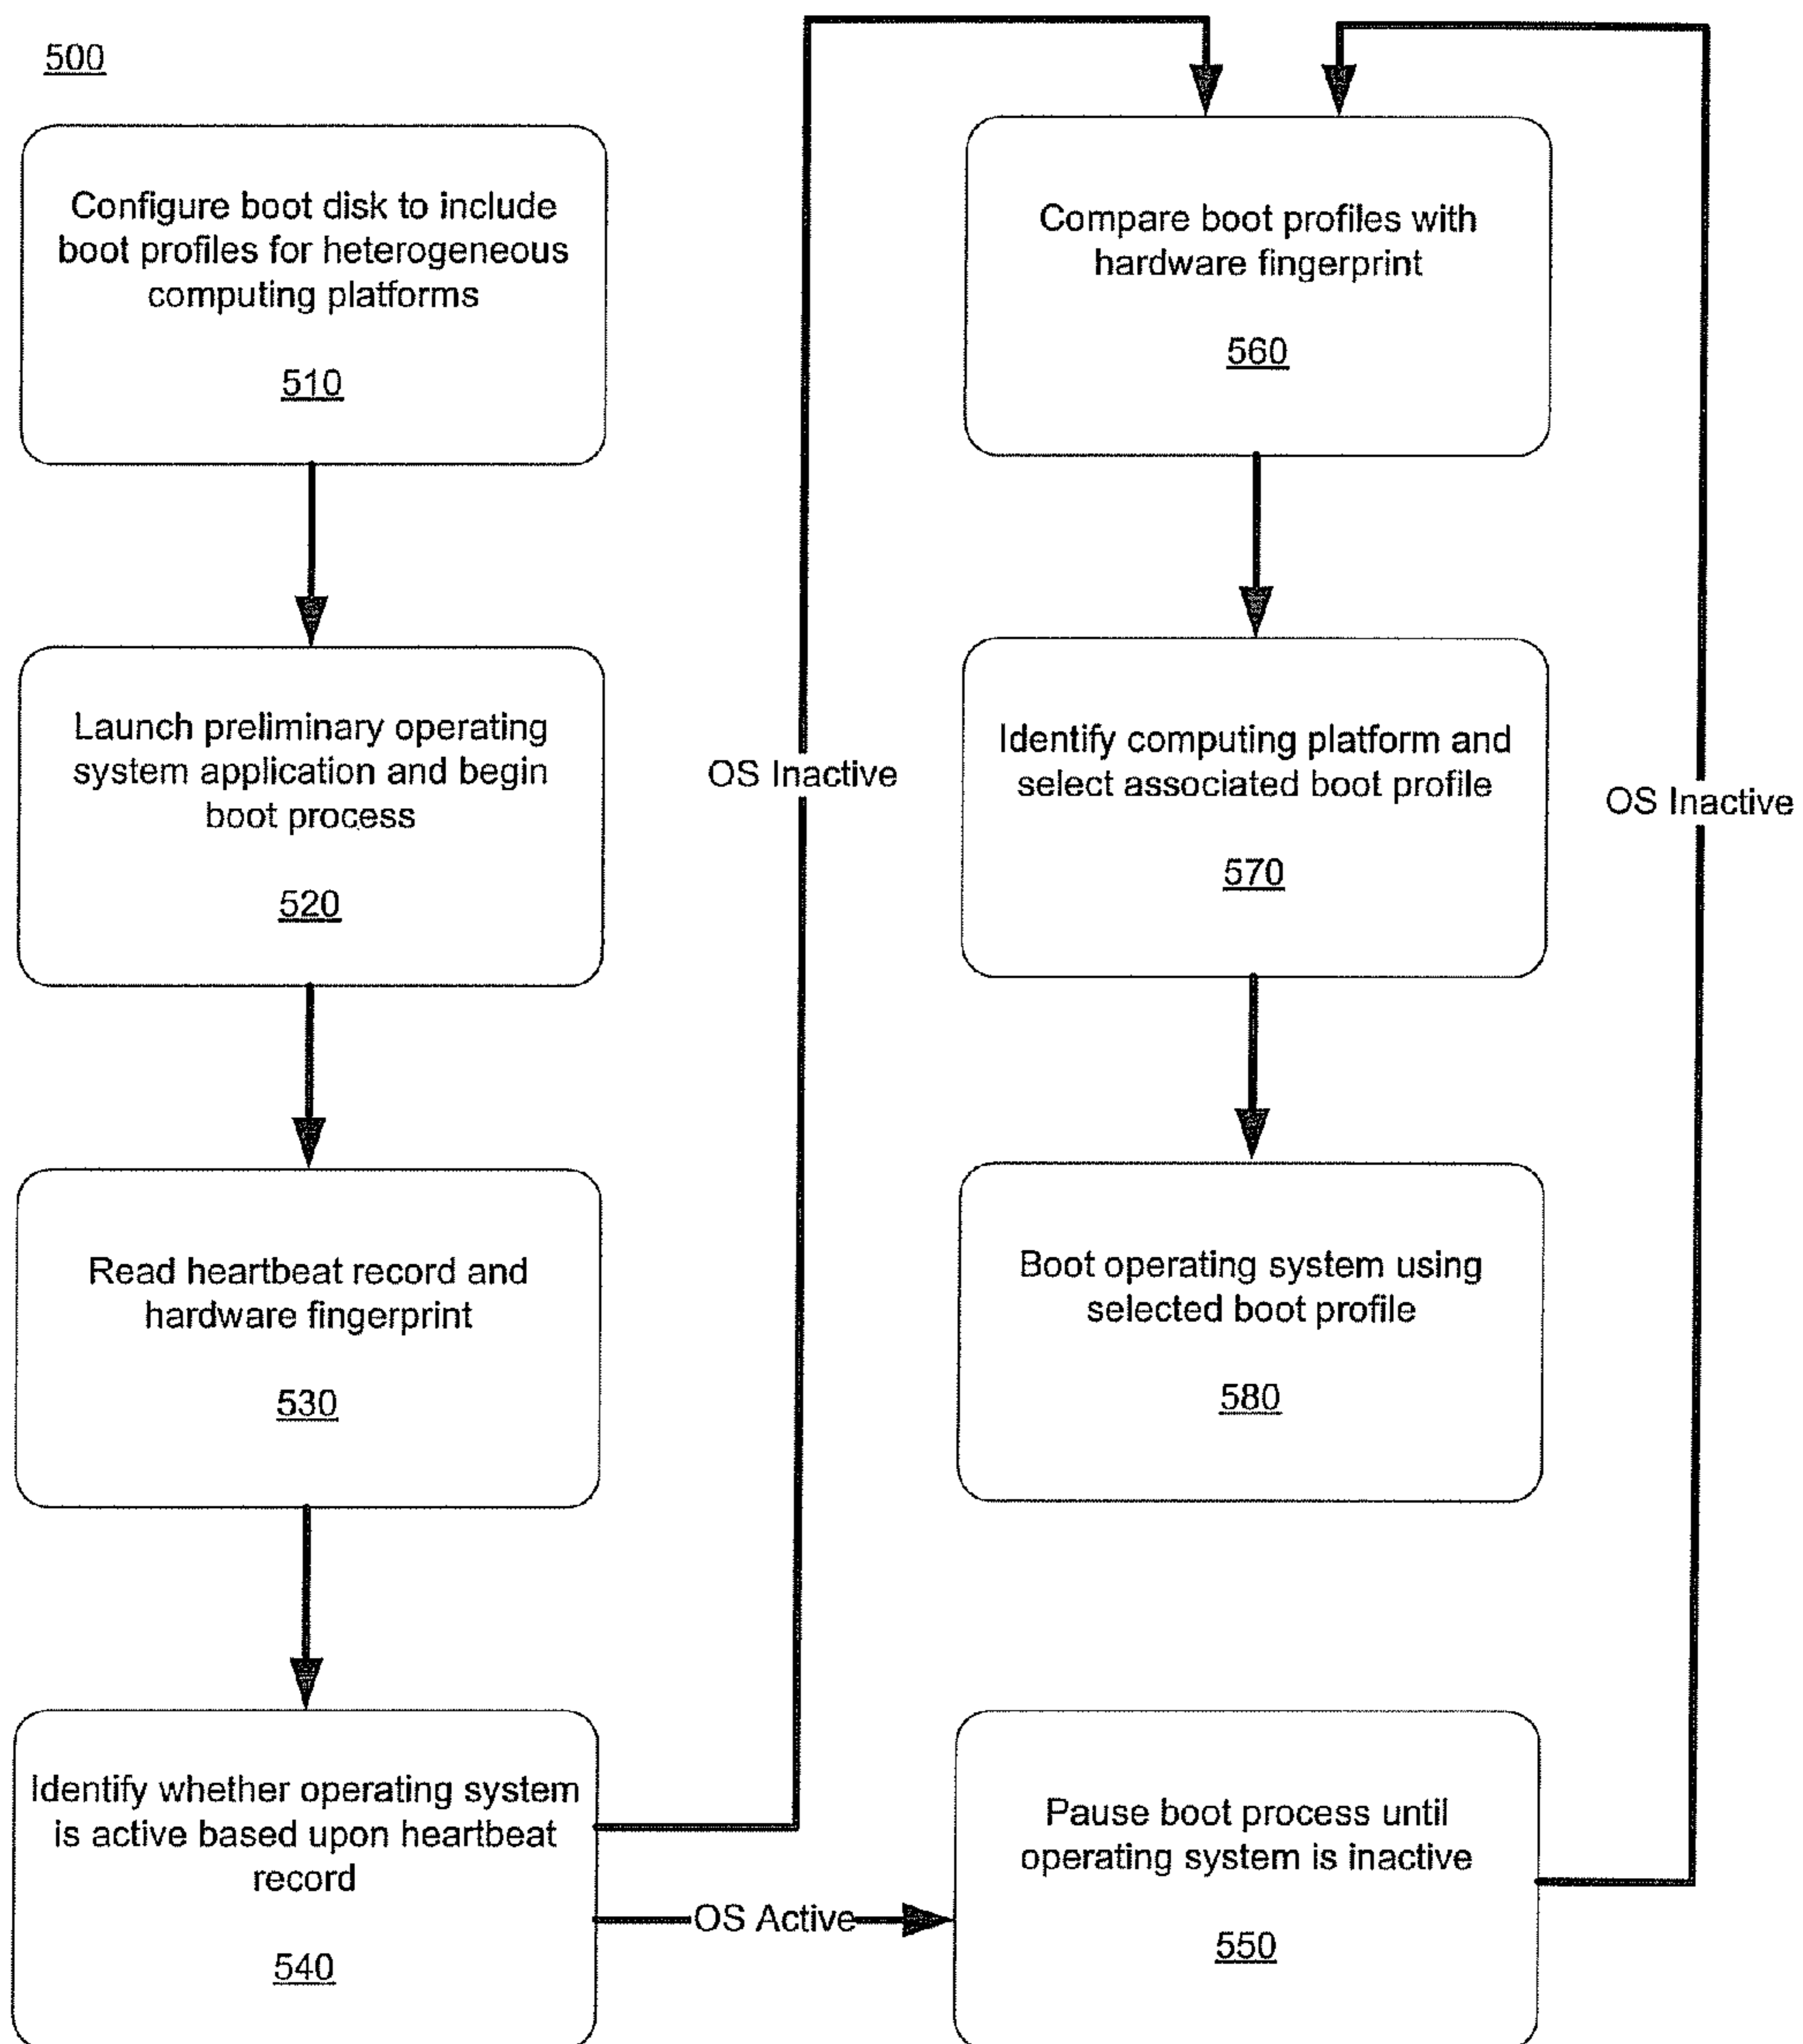 500
Configure boot disk to include
boot profiles for heterogeneous
computing platforms
510
Launch preliminary operating
system application and begin
boot process
520
Read heartbeat record and
hardware fingerprint
530
Identify whether operating system
is active based upon heartbeat
record
540
OS Inactive
OS Active
Pause boot process until
operating system is inactive
550
OS Inactive
Compare boot profiles with
hardware fingerprint
560
Identify computing platform and
select associated boot profile
570
Boot operating system using
selected boot profile
580